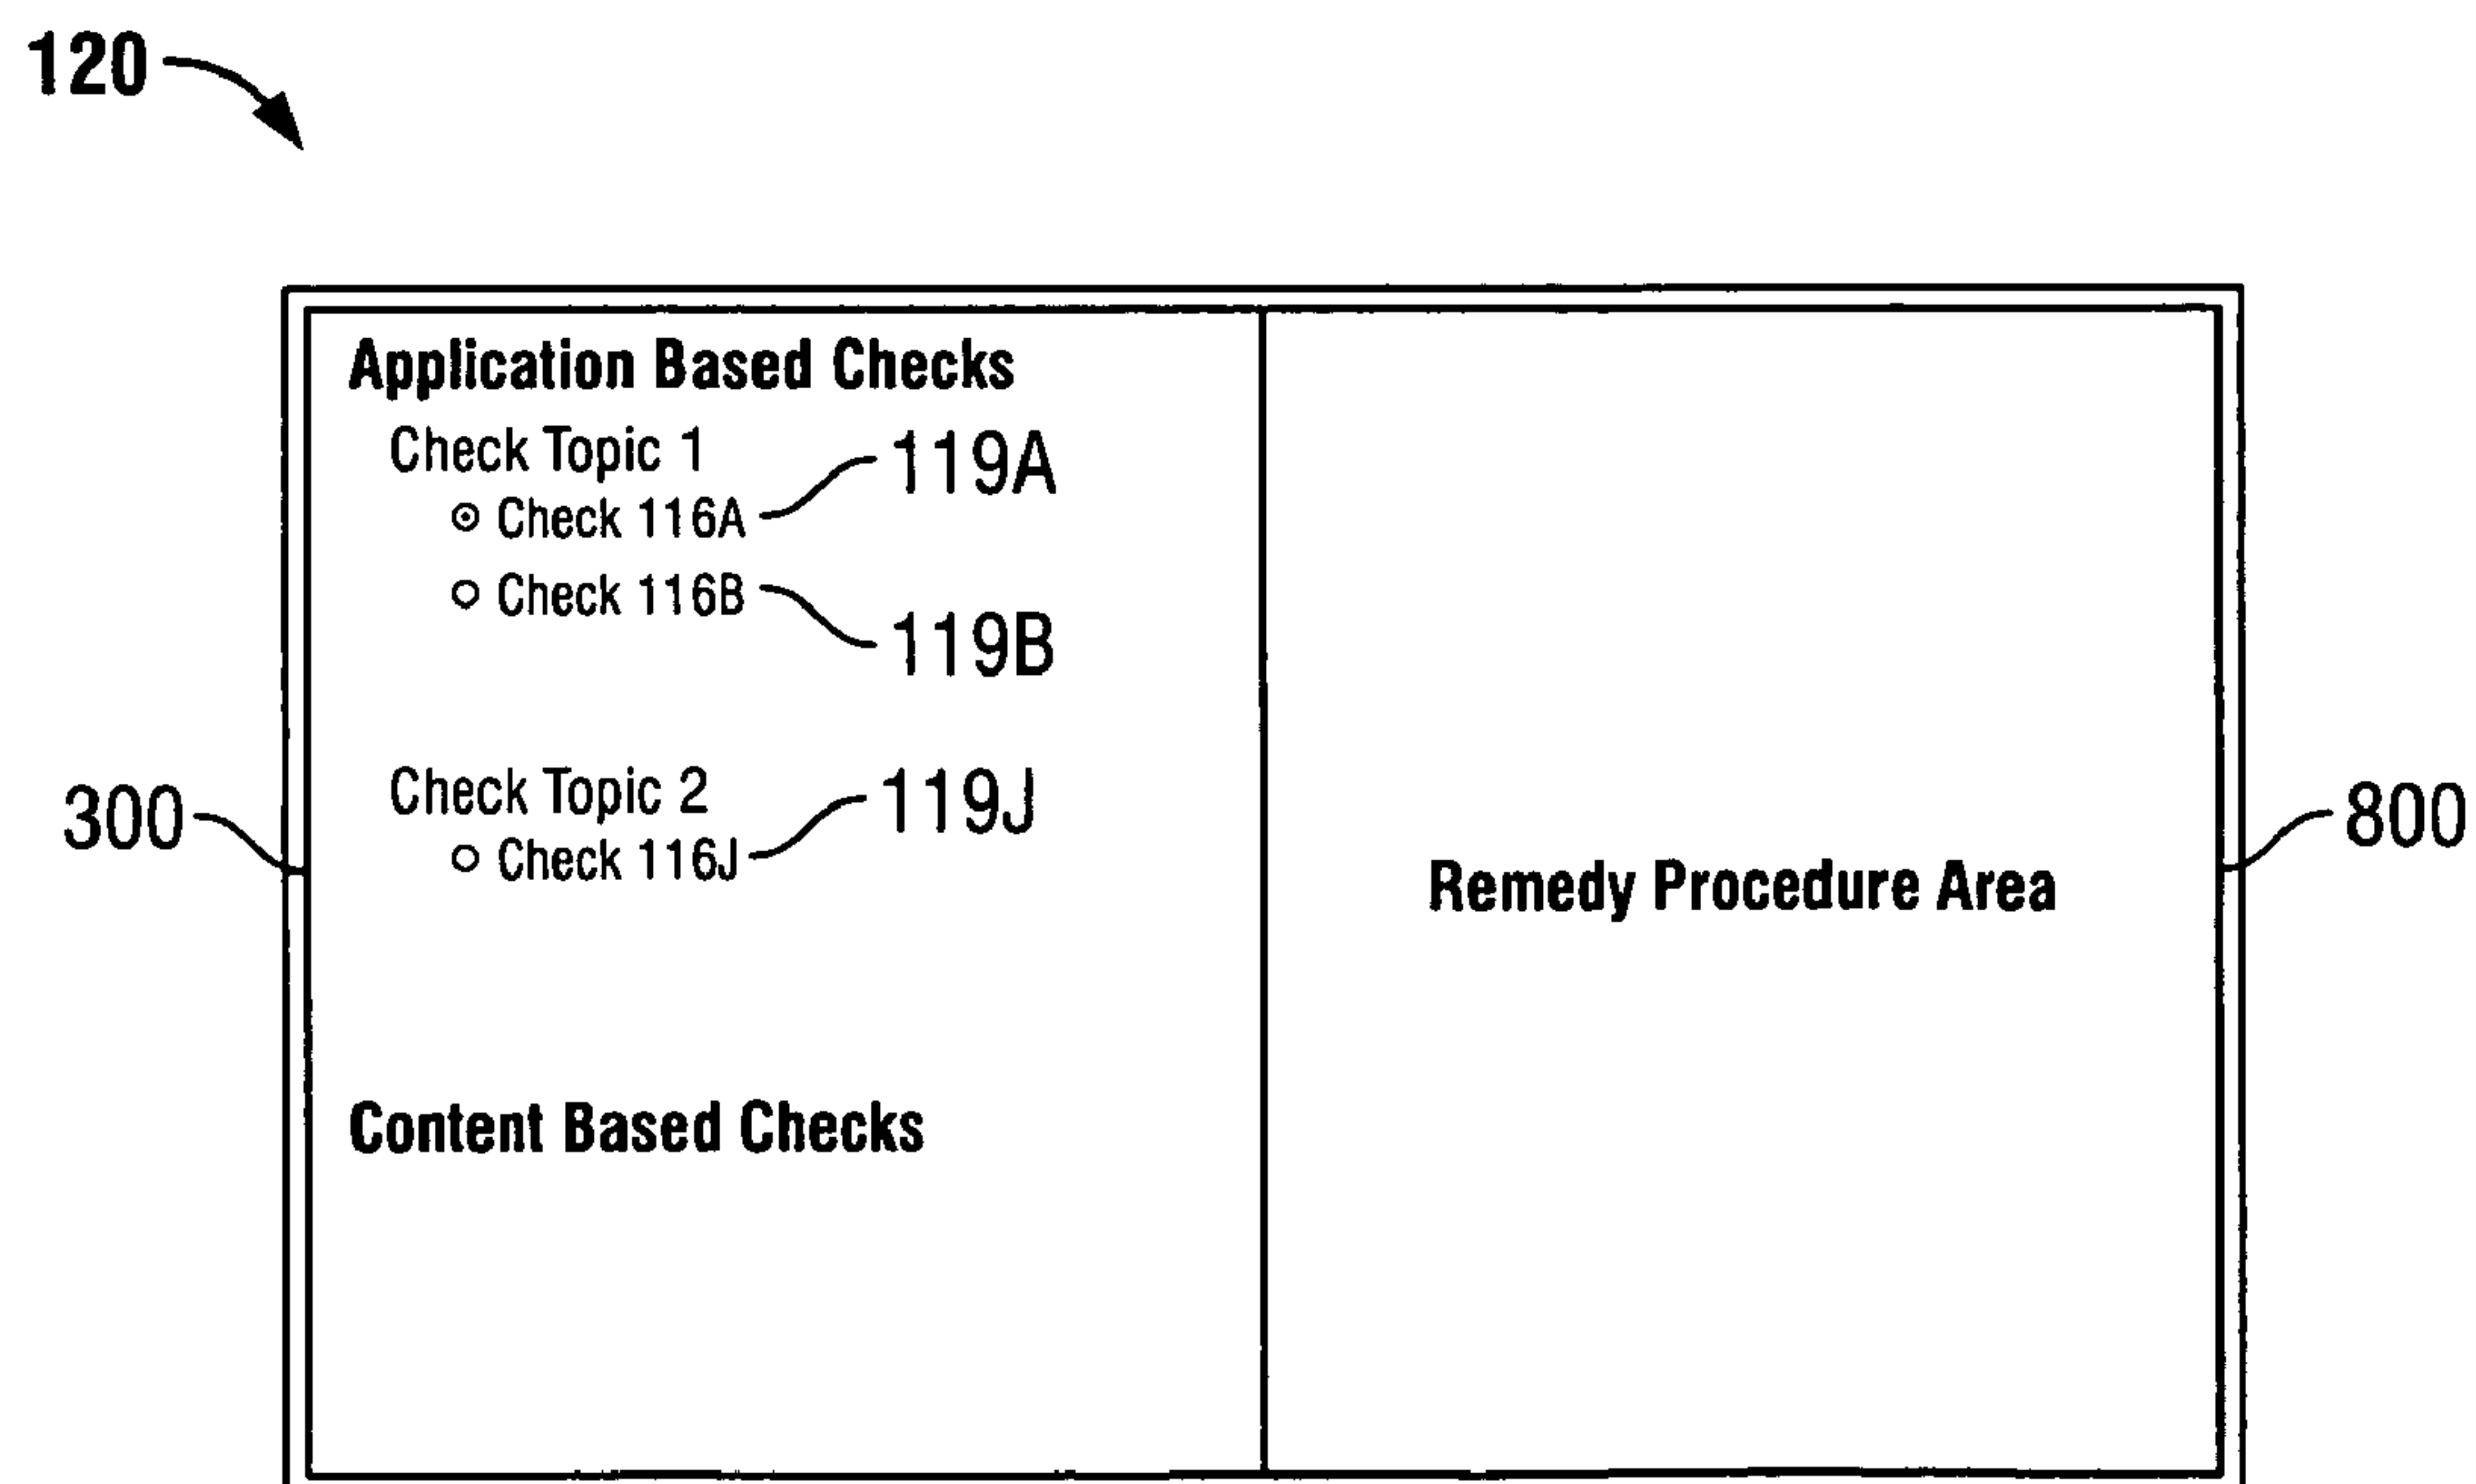 120
Application Based Checks
Check Topic 1
119A
Check 116A
Check 116B
119B
Check Topic 2
119J
300
800
Check 116J
Remedy Procedure Area
Content Based Checks